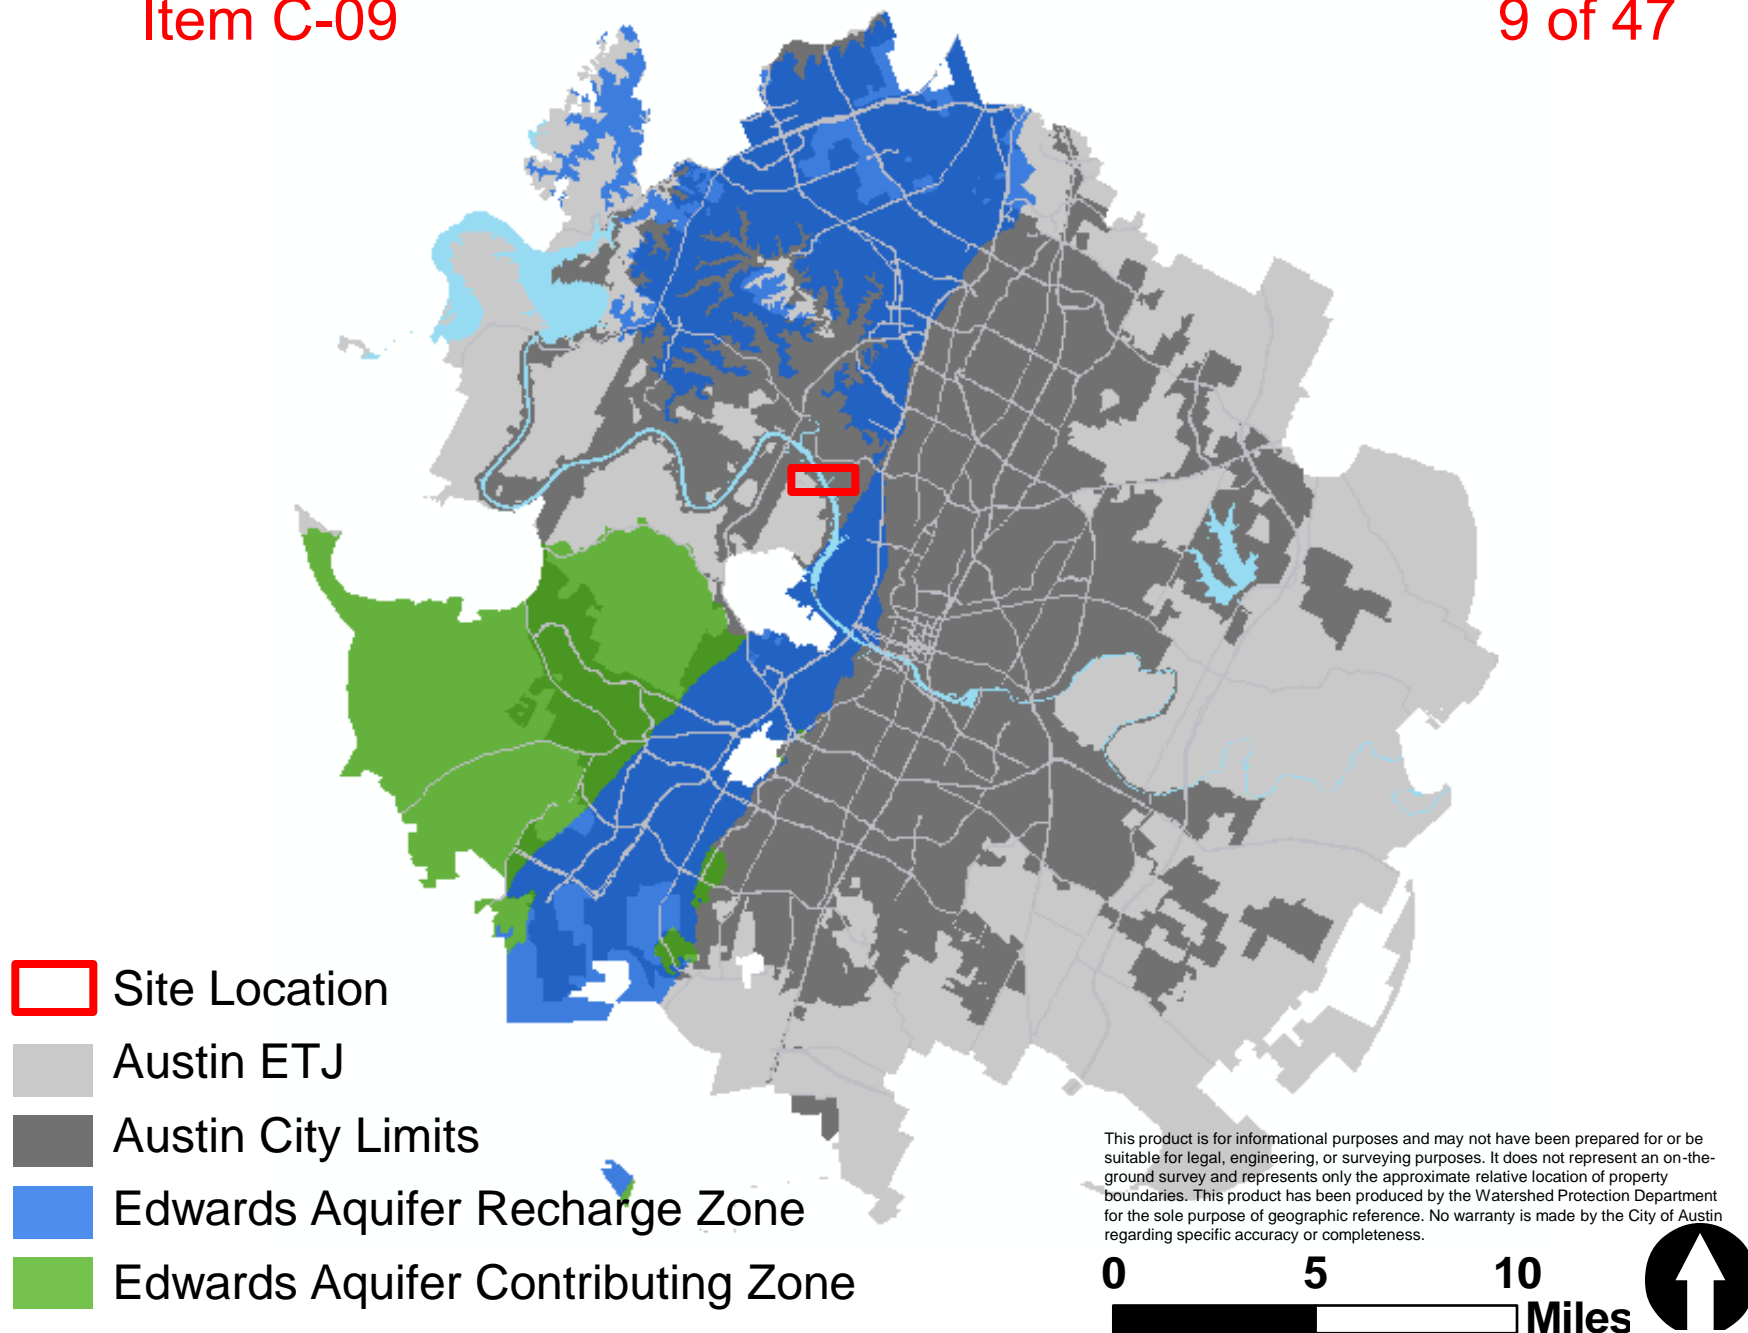 Item C-09
9 of 47
Site Location
Austin ETJ
Austin City Limits
Edwards Aquifer Recharge Zone
Edwards Aquifer Contributing Zone
This product is for informational purposes and may not have been prepared for or be
suitable for legal, engineering, or surveying purposes. It does not represent an on-the-
ground survey and represents only the approximate relative location of property
boundaries. This product has been produced by the Watershed Protection Department
for the sole purpose of geographic reference. No warranty is made by the City of Austin
regarding specific accuracy or completeness.
0 5 10
Miles